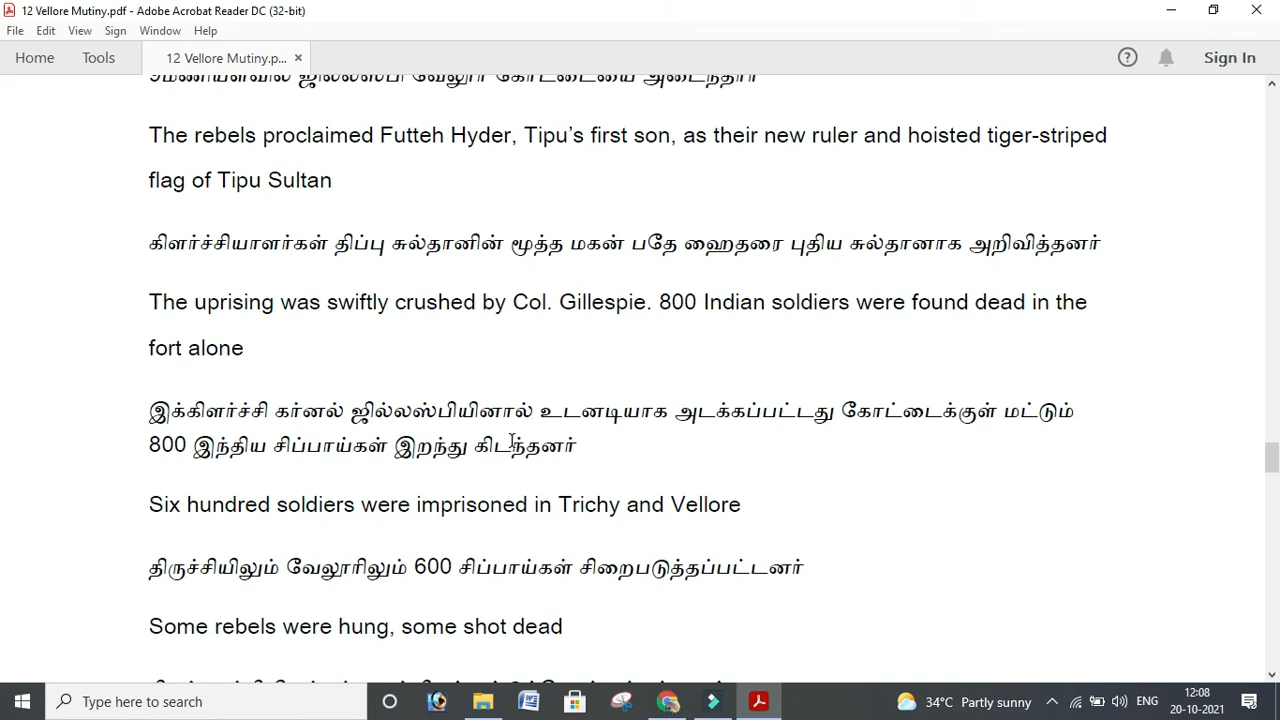 12 Vellore Mutiny.pdf - Adobe Acrobat Reader DC (32-bit)
File Edit View Sign Window Help
Home Tools 12 Vellore Mutiny.p... × Sign In
9மணியளவில் ஜில்லஸ்பி வேலூர் கோட்டையை அடைந்தார்
The rebels proclaimed Futteh Hyder, Tipu’s first son, as their new ruler and hoisted tiger-striped
flag of Tipu Sultan
கிளர்ச்சியாளர்கள் திப்பு சுல்தானின் மூத்த மகன் பதே ஹைதரை புதிய சுல்தானாக அறிவித்தனர்
The uprising was swiftly crushed by Col. Gillespie. 800 Indian soldiers were found dead in the
fort alone
இக்கிளர்ச்சி கர்னல் ஜில்லஸ்பியினால் உடனடியாக அடக்கப்பட்டது கோட்டைக்குள் மட்டும்
800 இந்திய சிப்பாய்கள் இறந்து கிடந்தனர்
Six hundred soldiers were imprisoned in Trichy and Vellore
திருச்சியிலும் வேலூரிலும் 600 சிப்பாய்கள் சிறைபடுத்தப்பட்டனர்
Some rebels were hung, some shot dead
Type here to search 34°C Partly sunny ENG 12:08
20-10-2021